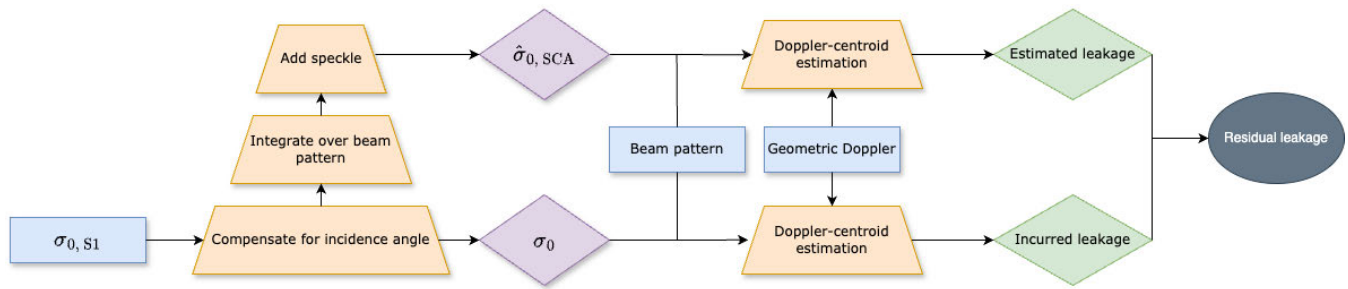 Add speckle
σ̂0, SCA
Doppler-centroid
estimation
Estimated leakage
Integrate over beam
pattern
Beam pattern
Geometric Doppler
Residual leakage
σ0, S1
Compensate for incidence angle
σ0
Doppler-centroid
estimation
Incurred leakage